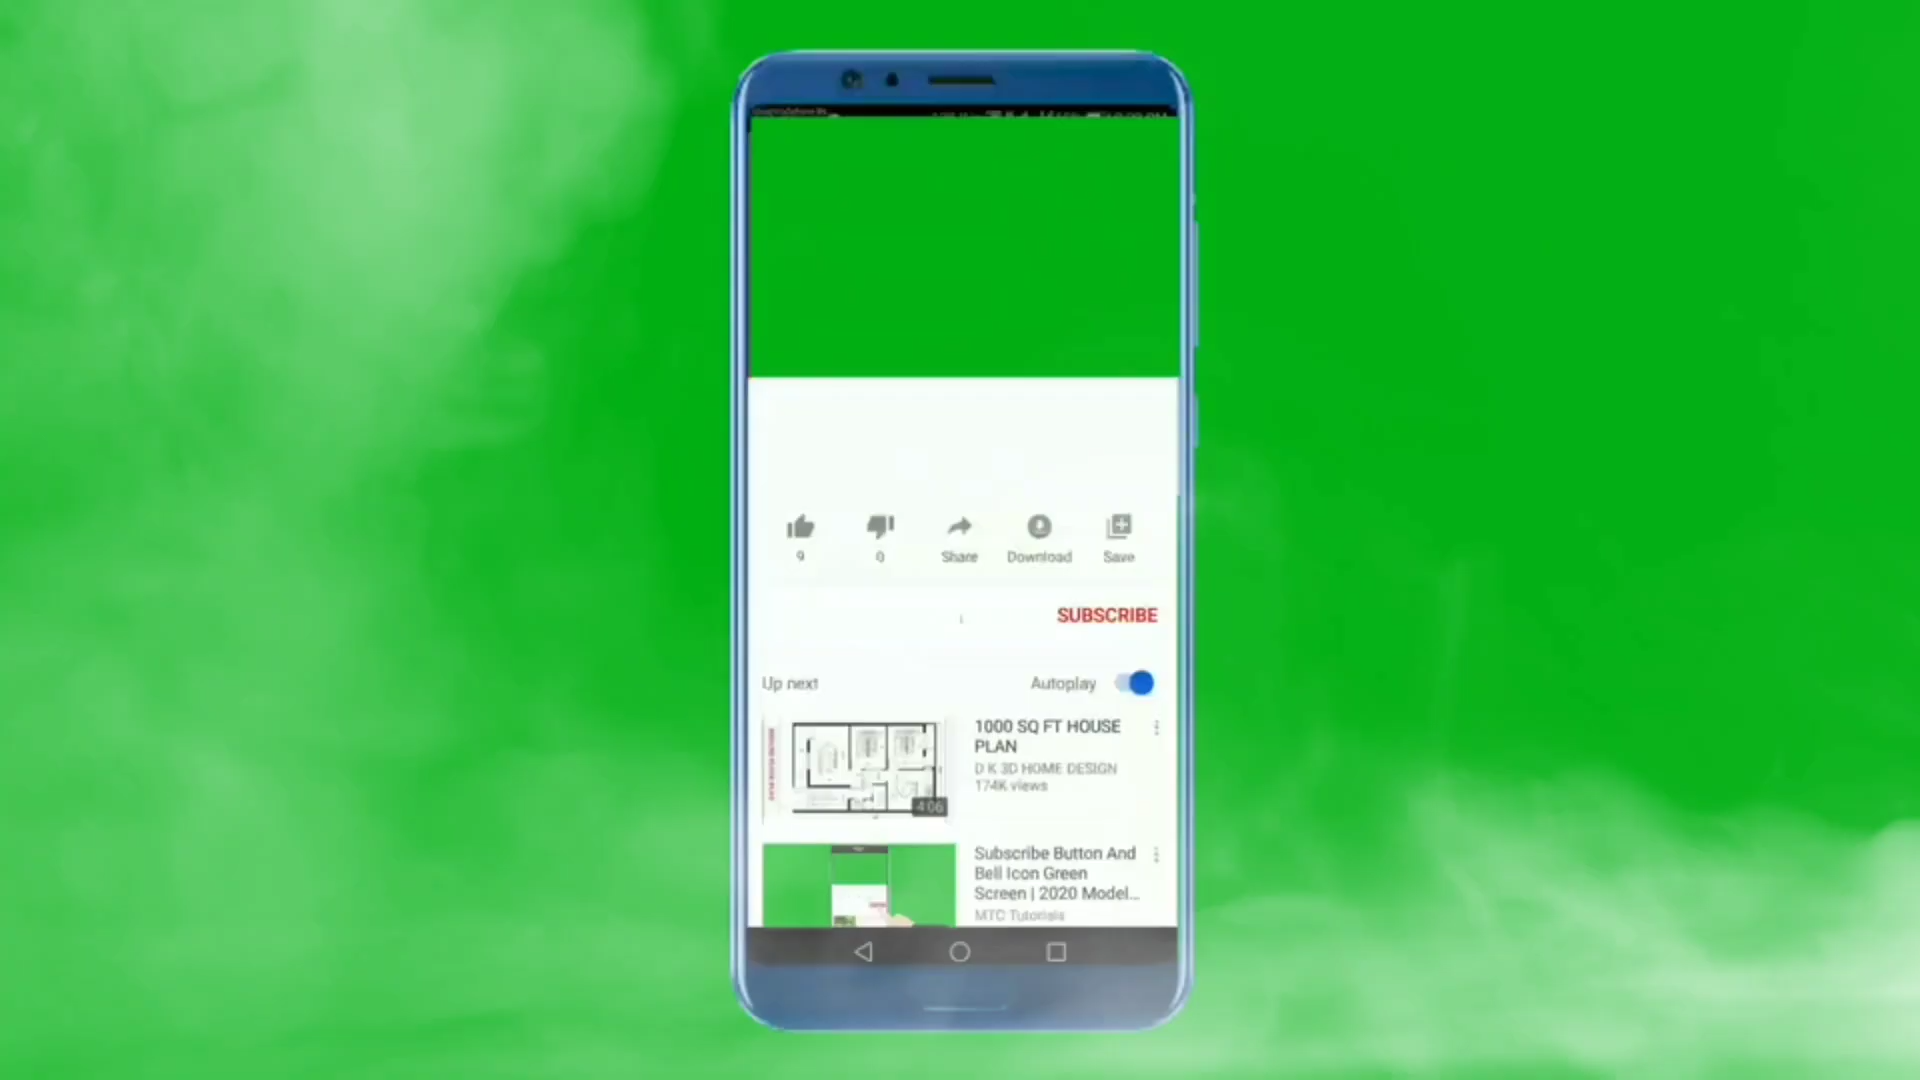 9
0
Share
Download
Save
SUBSCRIBE
Up next
Autoplay
1000 SQ FT HOUSE
PLAN
D K 3D HOME DESIGN
174K views
4:06
Subscribe Button And
Bell Icon Green
Screen | 2020 Model...
MTC Tutorials